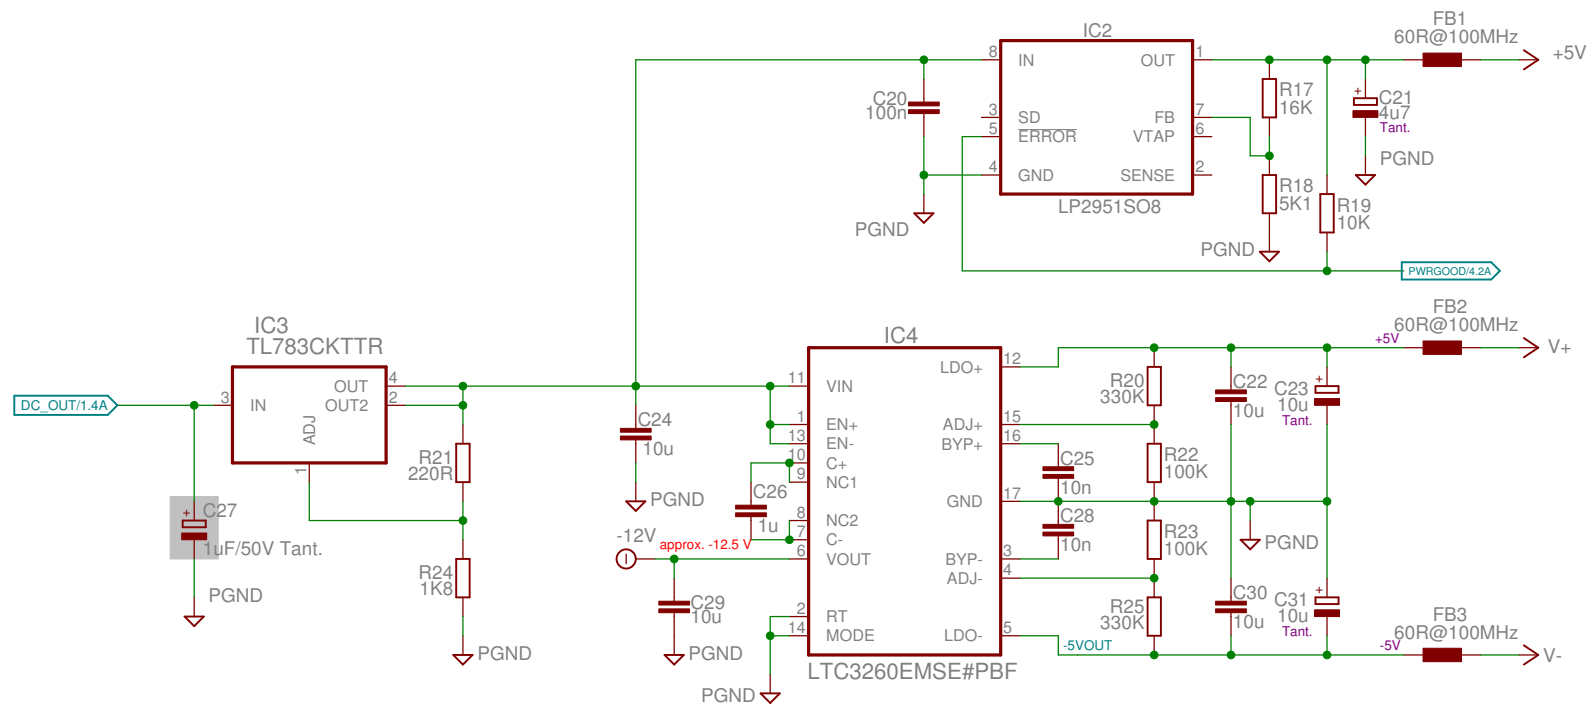 FB1
60R@100MHz
+5V
IC2
8
IN
OUT
1
C20
100n
3
SD
FB
7
5
ERROR
VTAP
6
4
GND
SENSE
2
LP2951SO8
PGND
R17
16K
+
C21
4u7
Tant.
PGND
R18
5K1
R19
10K
PGND
PWRGOOD/4.2A
IC3
TL783CKTTR
DC_OUT/1.4A
3
IN
OUT
4
OUT2
2
ADJ
1
+
C27
1uF/50V Tant.
PGND
R21
220R
R24
1K8
PGND
C24
10u
PGND
IC4
11
VIN
1
EN+
13
EN-
10
C+
9
NC1
8
NC2
7
C-
6
VOUT
2
RT
14
MODE
LDO+
12
ADJ+
15
BYP+
16
GND
17
BYP-
3
ADJ-
4
LDO-
5
LTC3260EMSE#PBF
C26
1u
-12V
approx. -12.5 V
C29
10u
PGND
PGND
R20
330K
C22
10u
+
C23
10u
Tant.
C25
10n
R22
100K
C28
10n
R23
100K
PGND
R25
330K
C30
10u
+
C31
10u
Tant.
-5VOUT
+5V
FB2
60R@100MHz
V+
-5V
FB3
60R@100MHz
V-